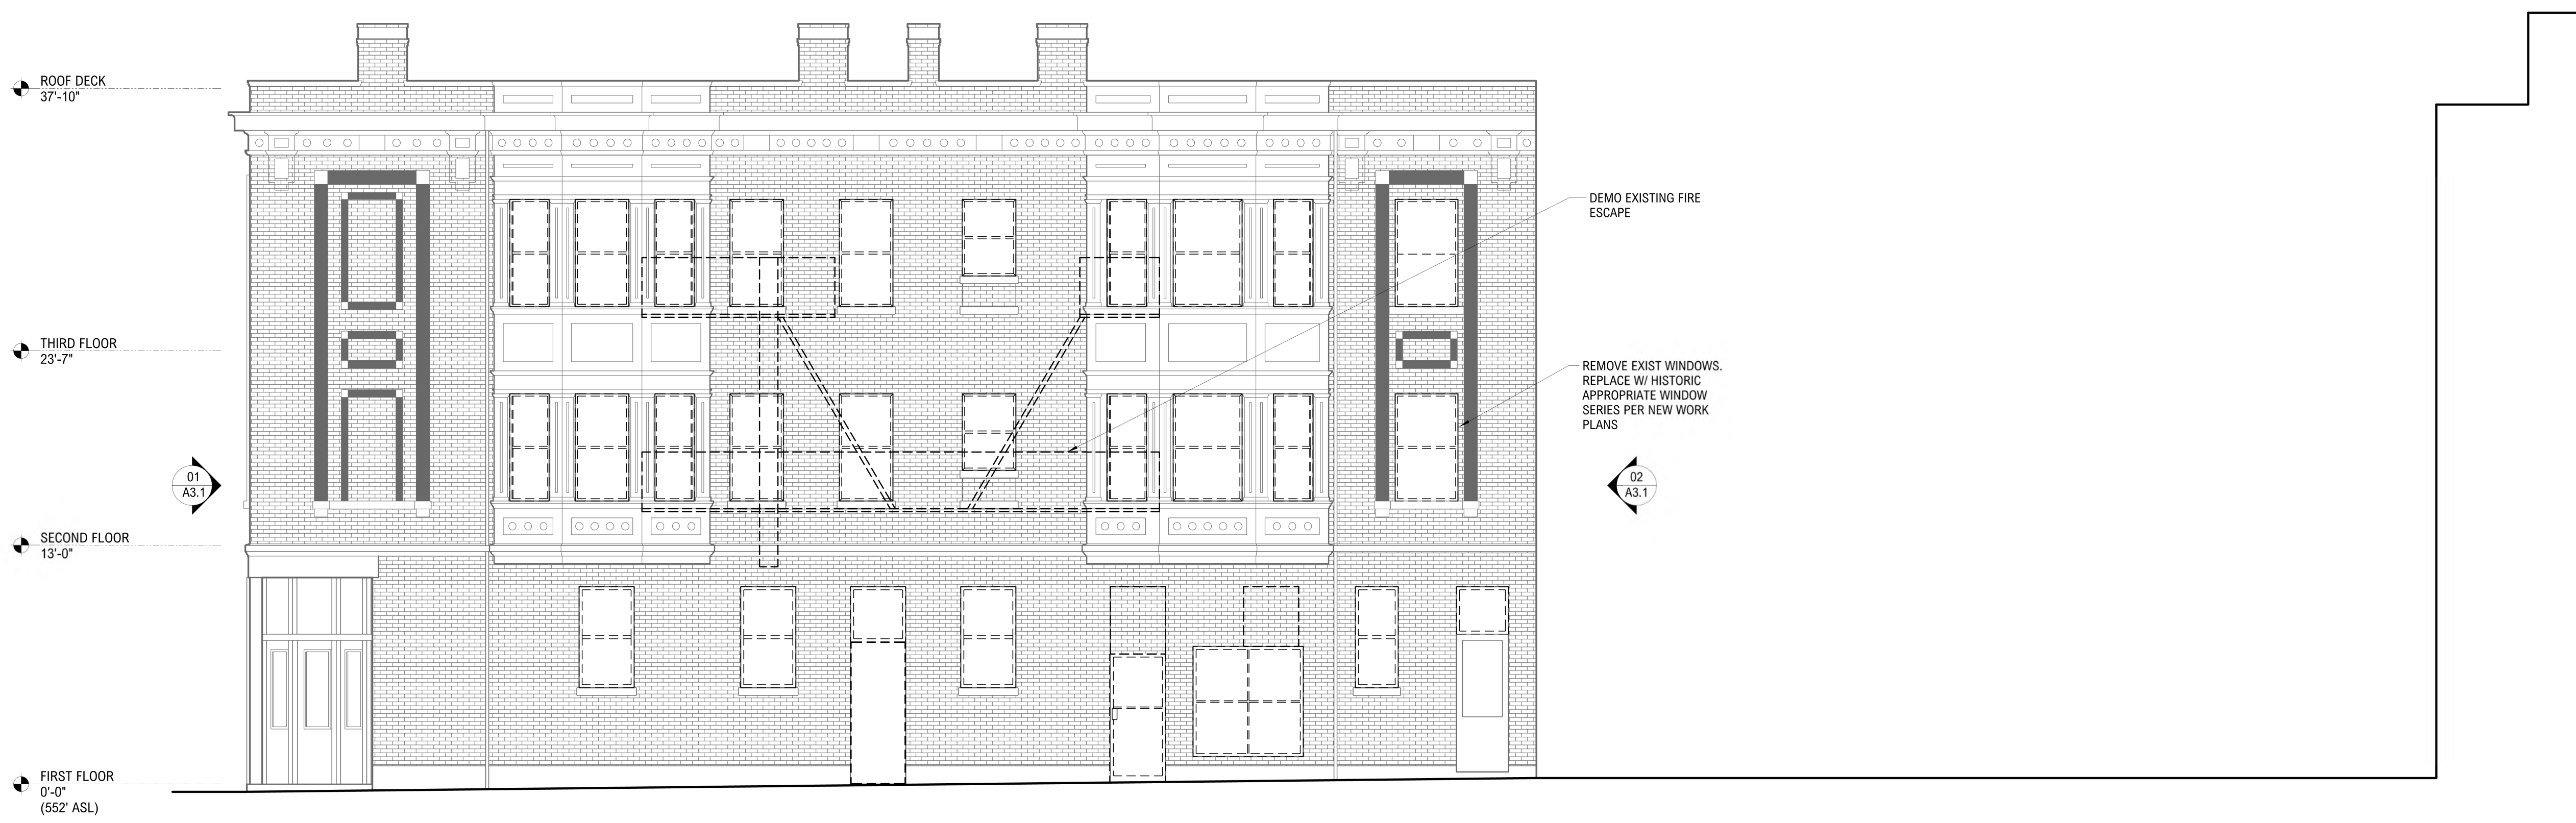 ROOF DECK
37'-10"
DEMO EXISTING FIRE
ESCAPE
THIRD FLOOR
23'-7"
REMOVE EXIST WINDOWS.
REPLACE W/ HISTORIC
APPROPRIATE WINDOW
SERIES PER NEW WORK
PLANS
01
A3.1
02
A3.1
SECOND FLOOR
13'-0"
FIRST FLOOR
0'-0"
(552' ASL)